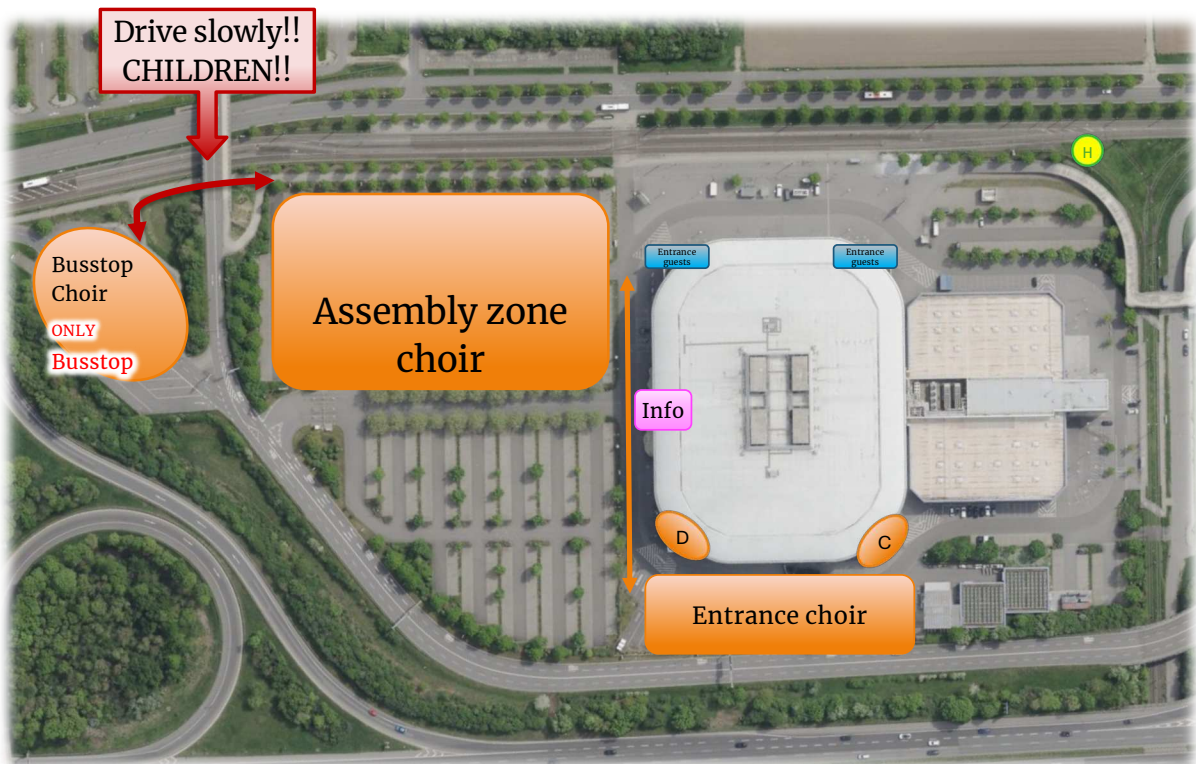 Drive slowly!!
CHILDREN!!
H
Entrance
guests
Entrance
guests
Busstop
Choir
ONLY
Busstop
Assembly zone
choir
Info
D
C
Entrance choir